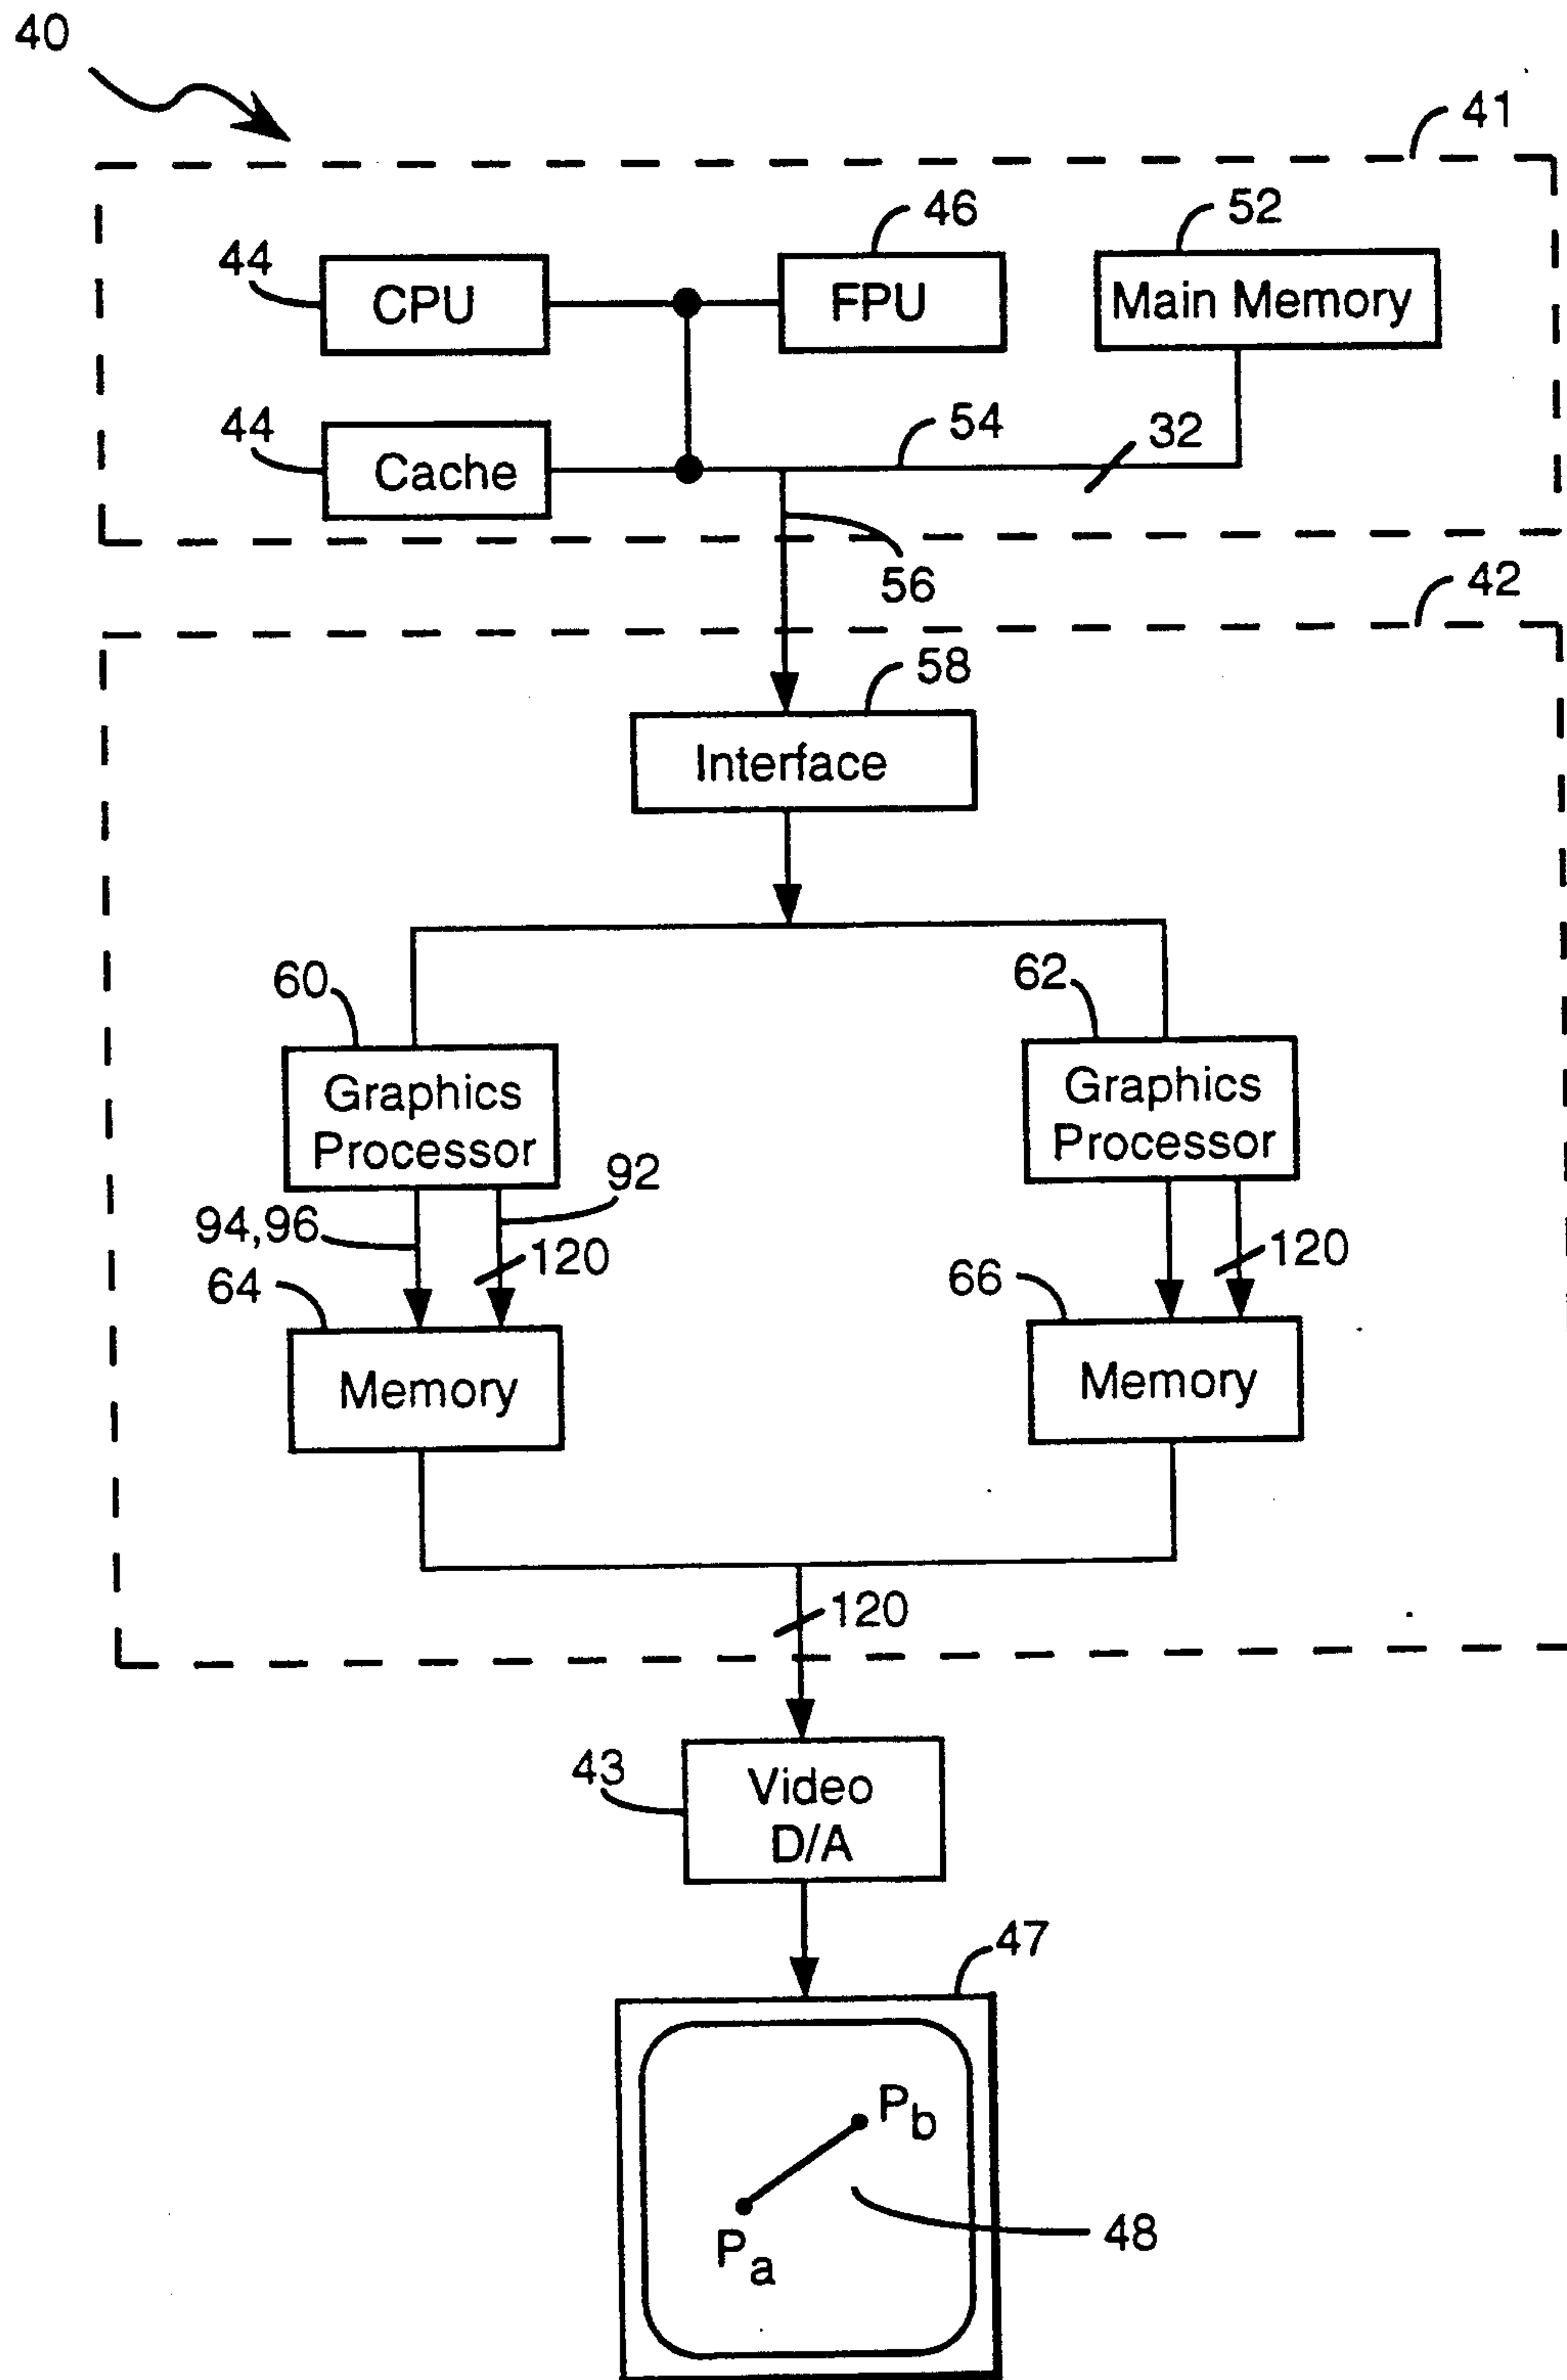 40
41
46
52
44
CPU
FPU
Main Memory
44
54
32
Cache
56
42
58
Interface
60
62
Graphics
Processor
Graphics
Processor
92
94,96
120
120
64
66
Memory
Memory
120
43
Video
D/A
47
Pb
Pa
48